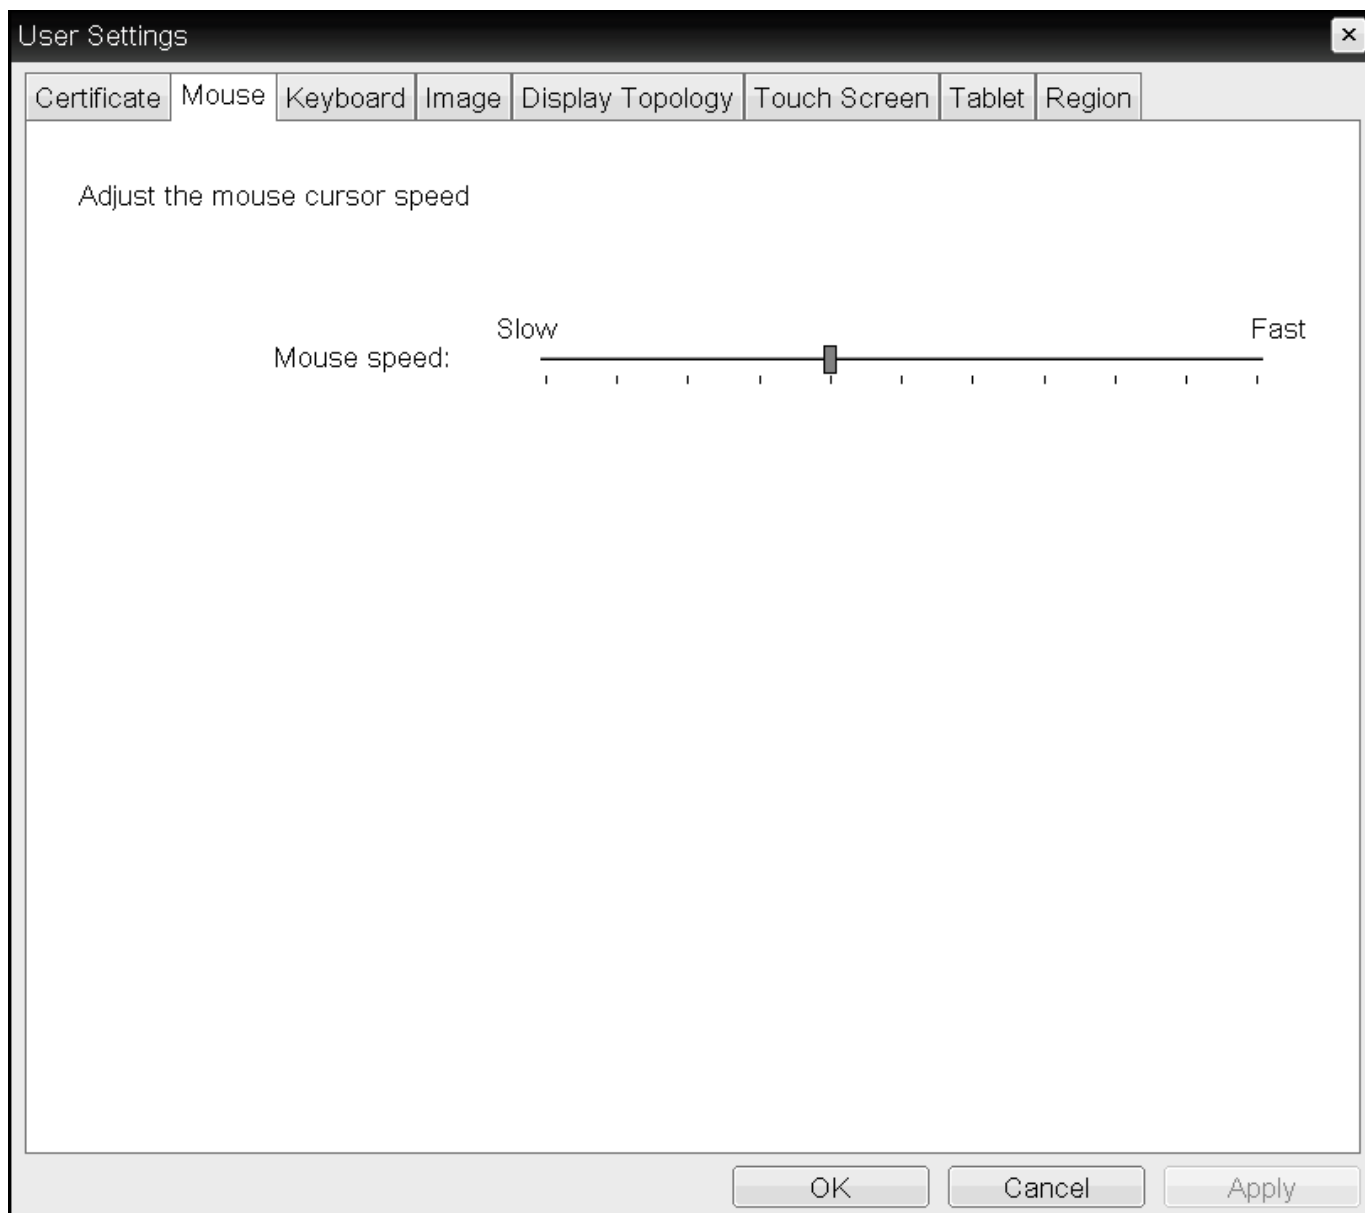 User Settings
Certificate Mouse Keyboard Image Display Topology Touch Screen Tablet Region
Adjust the mouse cursor speed
Slow Fast
Mouse speed:
OK Cancel Apply